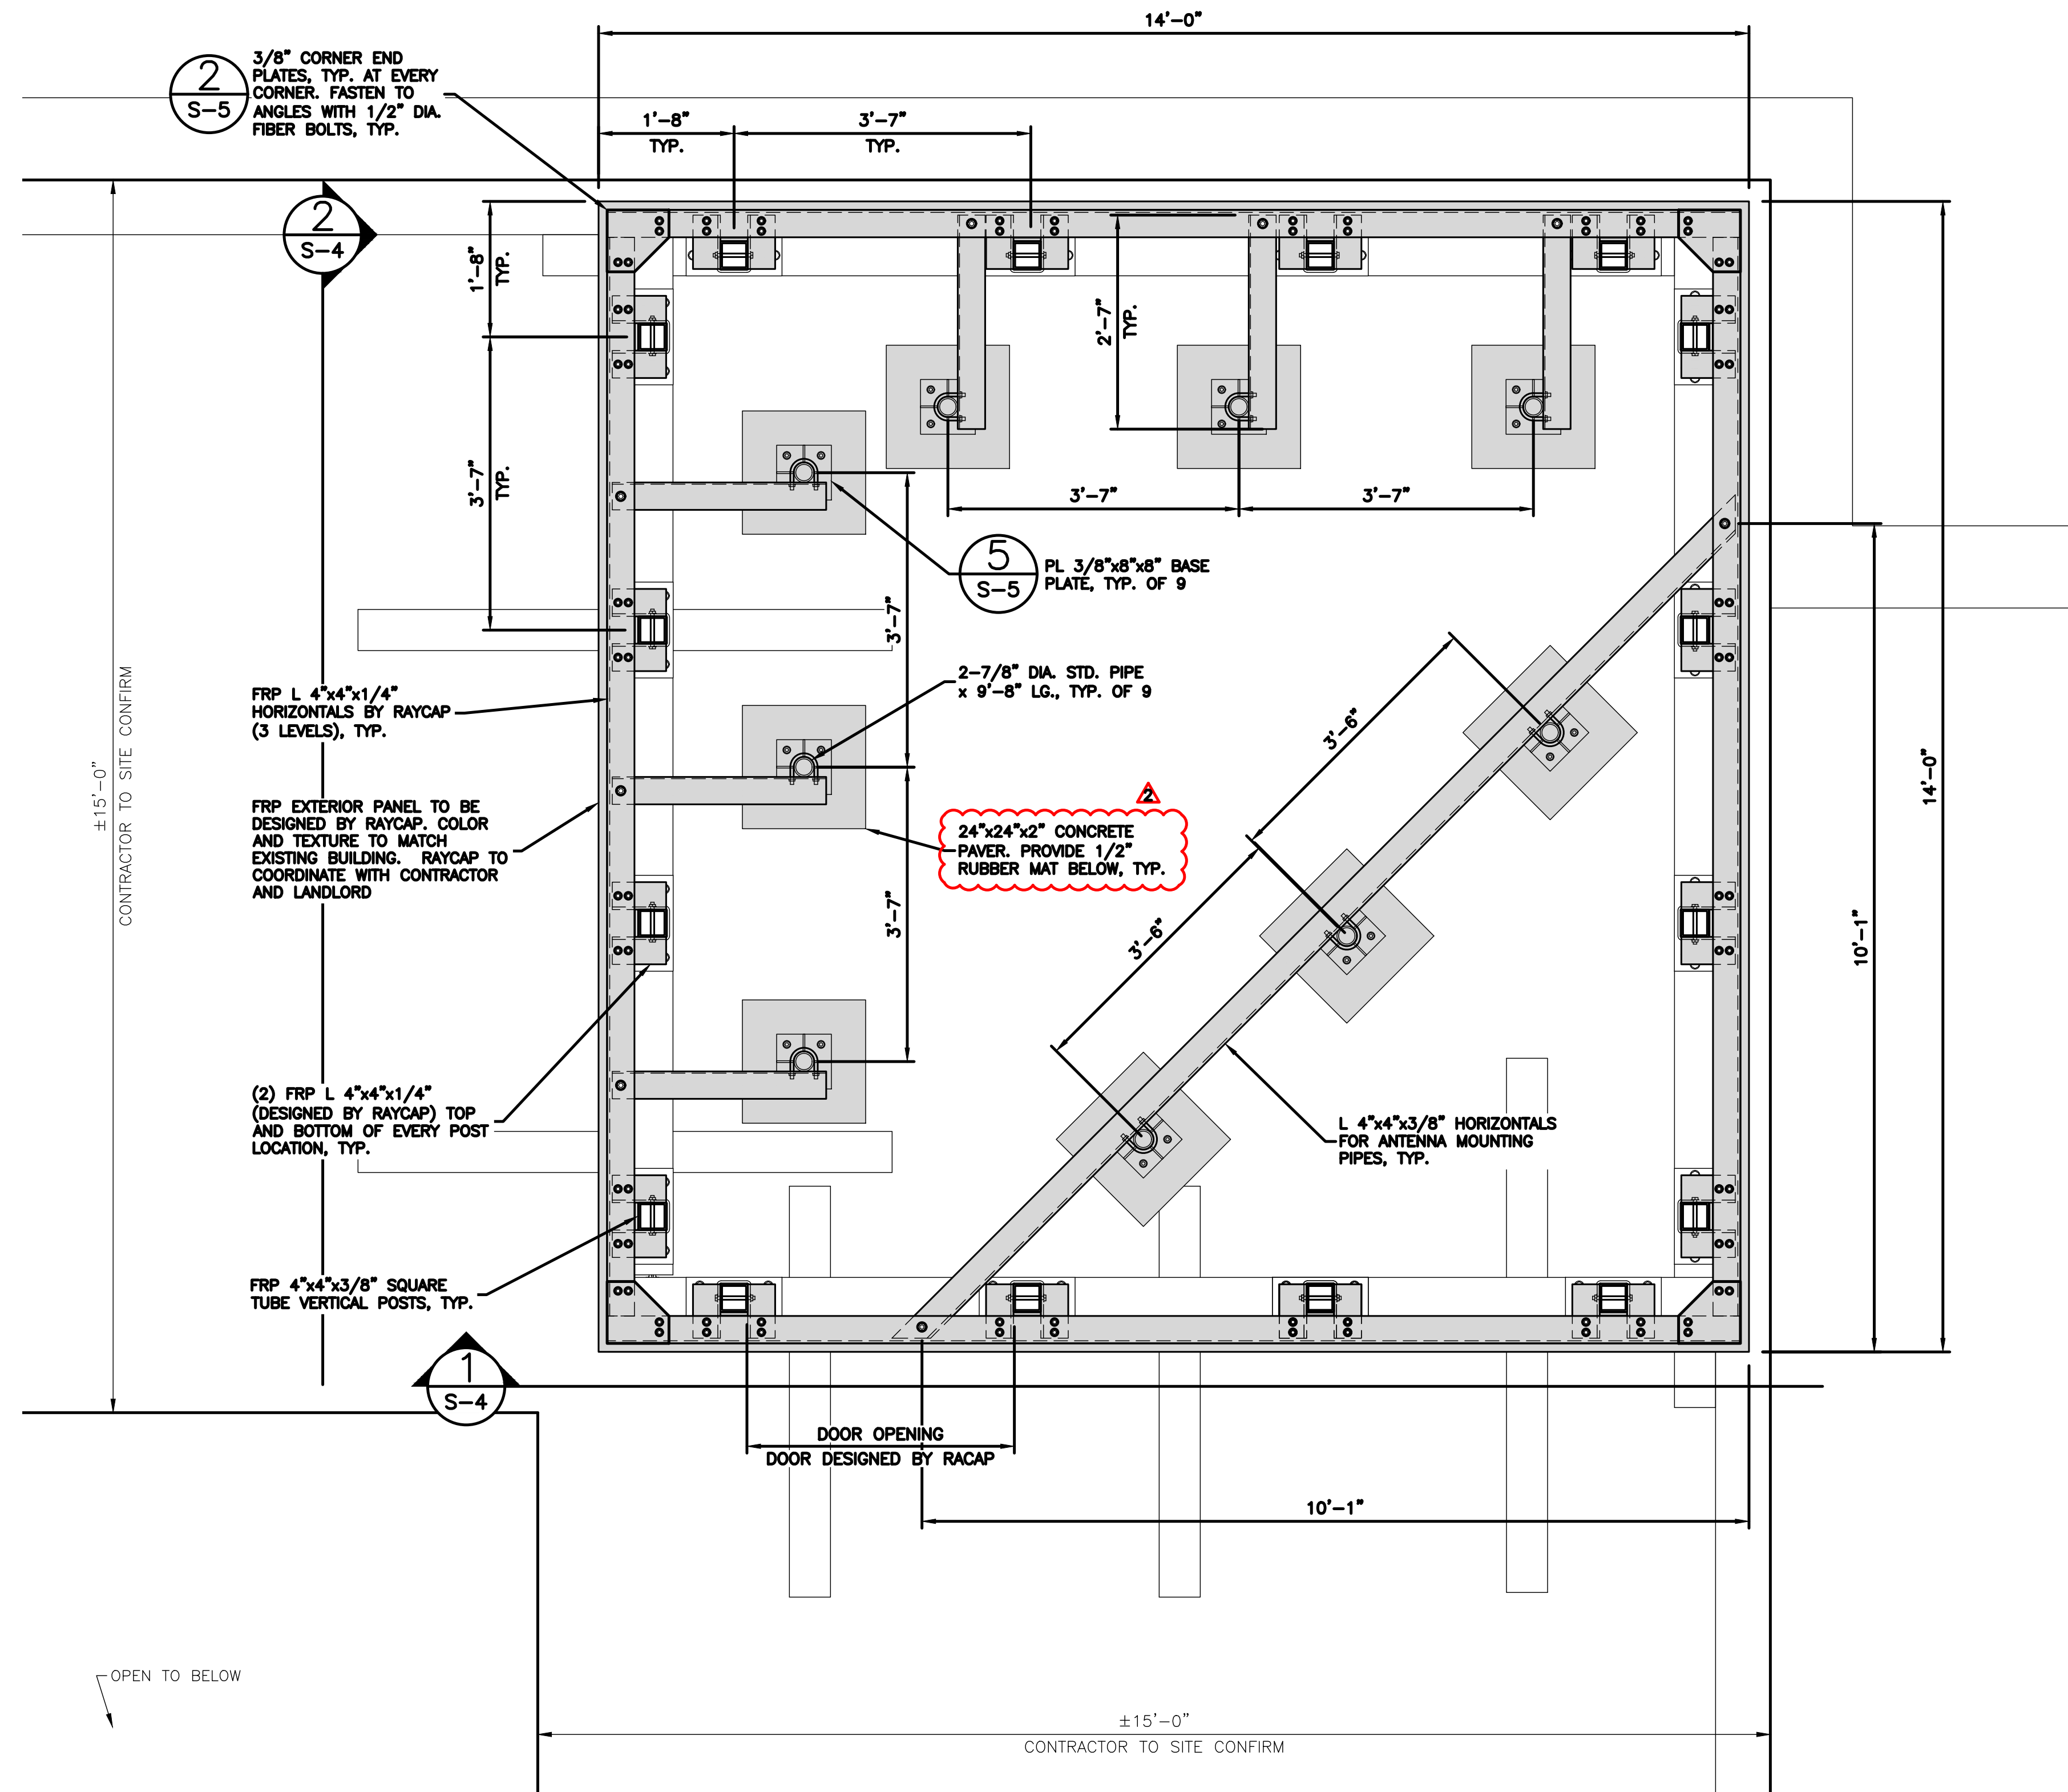 14'-0"
2
S-5
3/8" CORNER END
PLATES, TYP. AT EVERY
CORNER. FASTEN TO
ANGLES WITH 1/2" DIA.
FIBER BOLTS, TYP.
1'-8"
TYP.
3'-7"
TYP.
2
S-4
1'-8"
TYP.
3'-7"
TYP.
2'-7"
TYP.
3'-7"
3'-7"
5
S-5
PL 3/8"x8"x8" BASE
PLATE, TYP. OF 9
3'-7"
2-7/8" DIA. STD. PIPE
x 9'-8" LG., TYP. OF 9
FRP L 4"x4"x1/4"
HORIZONTALS BY RAYCAP
(3 LEVELS), TYP.
±15'-0"
CONTRACTOR TO SITE CONFIRM
3'-6"
14'-0"
FRP EXTERIOR PANEL TO BE
DESIGNED BY RAYCAP. COLOR
AND TEXTURE TO MATCH
EXISTING BUILDING. RAYCAP TO
COORDINATE WITH CONTRACTOR
AND LANDLORD
2
24"x24"x2" CONCRETE
PAVER. PROVIDE 1/2"
RUBBER MAT BELOW, TYP.
3'-7"
3'-6"
10'-1"
(2) FRP L 4"x4"x1/4"
(DESIGNED BY RAYCAP) TOP
AND BOTTOM OF EVERY POST
LOCATION, TYP.
L 4"x4"x3/8" HORIZONTALS
FOR ANTENNA MOUNTING
PIPES, TYP.
FRP 4"x4"x3/8" SQUARE
TUBE VERTICAL POSTS, TYP.
1
S-4
DOOR OPENING
DOOR DESIGNED BY RACAP
10'-1"
OPEN TO BELOW
±15'-0"
CONTRACTOR TO SITE CONFIRM